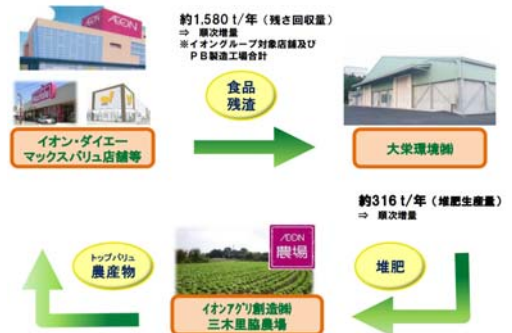 AEON
約1,580 t/年（残さ回収量）
⇒ 順次増量
※イオングループ対象店舗及び
ＰＢ製造工場合計
食品
残渣
イオン・ダイエー
マックスバリュ店舗等
大栄環境㈱
約316 t/年（堆肥生産量）
⇒ 順次増量
トップバリュ
農産物
AEON
農場
堆肥
イオンアグリ創造㈱
三木里脇農場